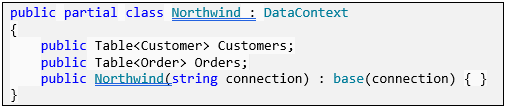 public partial class Northwind : DataContext
{
    public Table<Customer> Customers;
    public Table<Order> Orders;
    public Northwind(string connection) : base(connection) { }
}